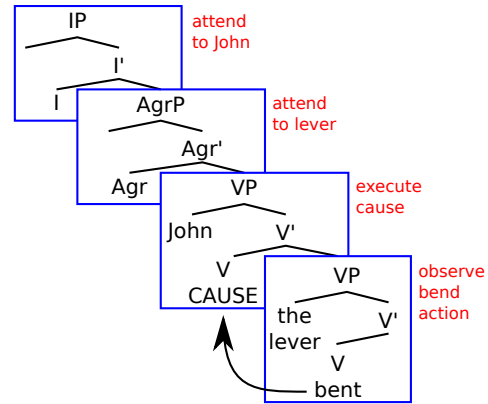 IP
attend
to John
I'
I
AgrP
attend
to lever
Agr'
Agr
VP
execute
cause
John
V'
V
CAUSE
VP
observe
bend
action
the
lever
V'
V
bent